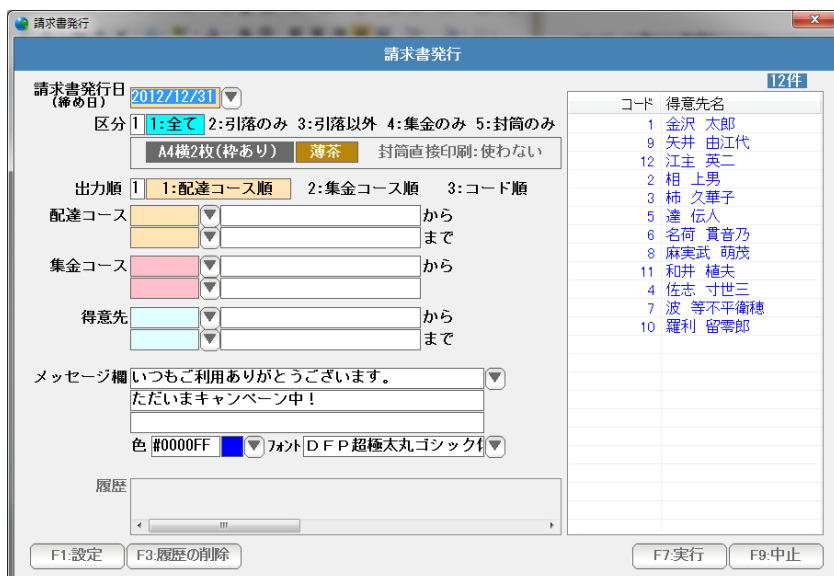 請求書発行
請求書発行
12件
請求書発行日
(締め日)
2012/12/31
区分 1 1:全て 2:引落のみ 3:引落以外 4:集金のみ 5:封筒のみ
A4横2枚(枠あり) 薄茶 封筒直接印刷:使わない
出力順 1 1:配達コース順 2:集金コース順 3:コード順
配達コース から
まで
集金コース から
得意先 から
まで
メッセージ欄 いつもご利用ありがとうございます。
ただいまキャンペーン中！
色 #0000FF フォント ＤＦＰ超極太丸ゴシック
履歴
F1:設定 F3:履歴の削除
コード 得意先名
1 金沢 太郎
9 矢井 由江代
12 江主 英二
2 相 上男
3 柿 久華子
5 達 伝人
6 名荷 貫音乃
8 麻実武 萌茂
11 和井 植夫
4 佐志 寸世三
7 波 等不平衛穂
10 羅利 留零郎
F7:実行 F9:中止